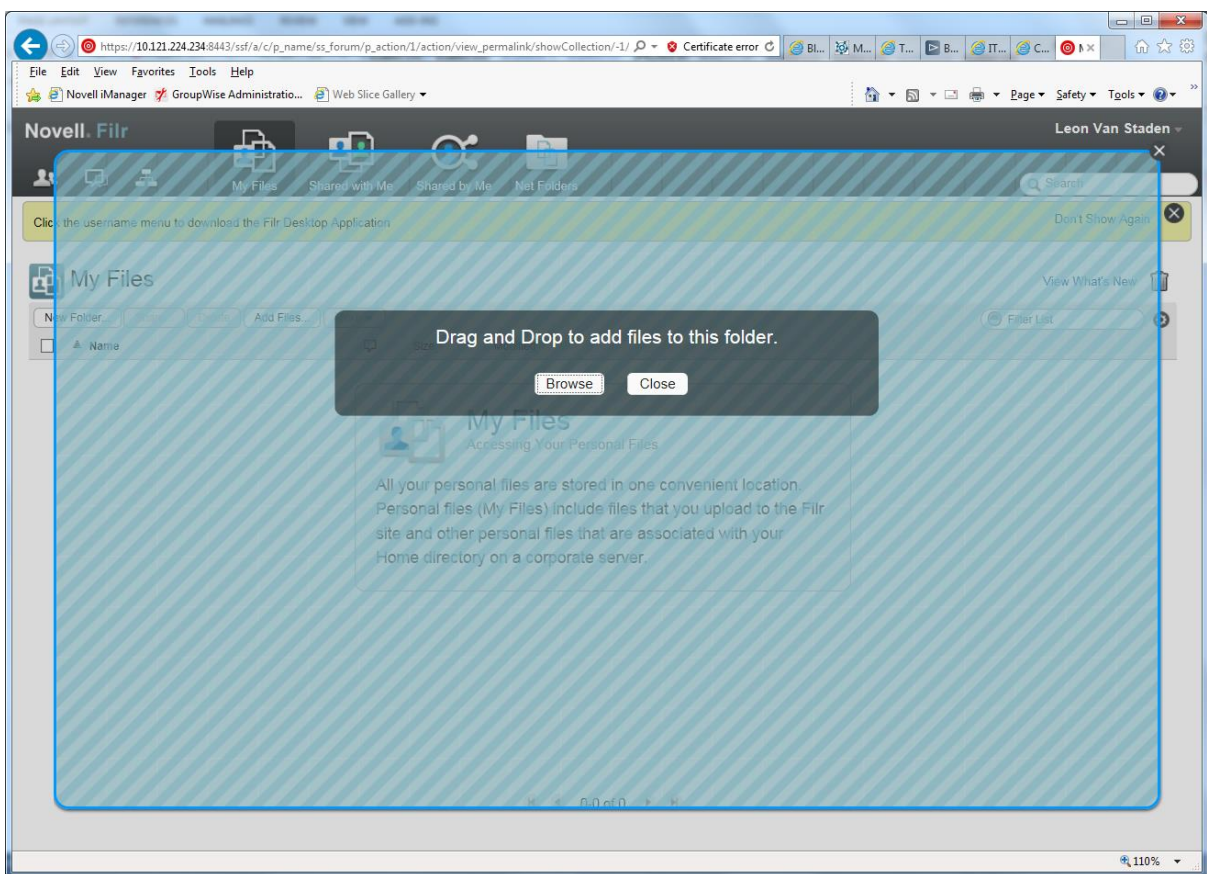 https://10.121.224.234:8443/ssf/a/c/p_name/ss_forum/p_action/1/action/view_permalink/showCollection/-1/ Certificate error BI... M... T... B... IT... C...
File Edit View Favorites Tools Help
Novell iManager GroupWise Administratio... Web Slice Gallery Page Safety Tools
Novell. Filr Leon Van Staden
My Files Shared with Me Shared by Me Net Folders Search
Click the username menu to download the Filr Desktop Application Don't Show Again
My Files View What's New
New Folder... Add Files... Filter List
Name
Drag and Drop to add files to this folder.
Browse Close
My Files
Accessing Your Personal Files
All your personal files are stored in one convenient location.
Personal files (My Files) include files that you upload to the Filr
site and other personal files that are associated with your
Home directory on a corporate server.
0-0 of 0
110%